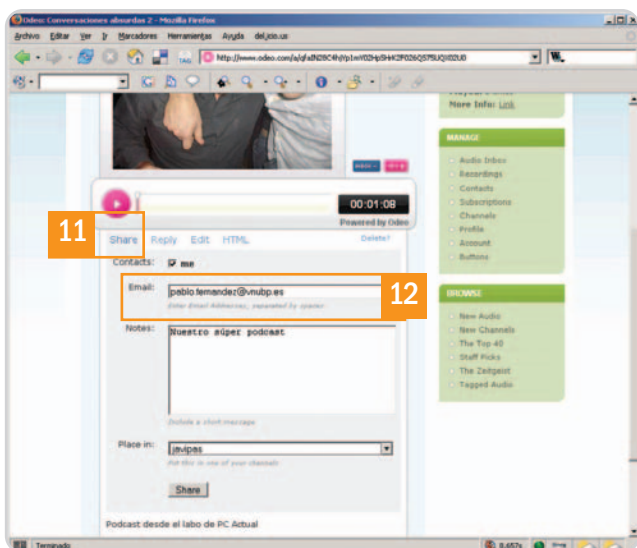 Odeo: Conversaciones absurdas 2 - Mozilla Firefox
Archivo Editar Ver Ir Marcadores Herramientas Ayuda del.icio.us
TAG
W.
More Info: Link
MANAGE
Audio Inbox
Recordings
Contacts
Subscriptions
Channels
Profile
Account
Buttons
00:01:08
Powered by Odeo
11
Share Reply Edit HTML Delete?
Contacts: me
Email: pablo.fernandez@vnubp.es
12
Enter Email Addresses, separated by spaces
Notes: Nuestro súper podcast
Include a short message
Place in: javipas
Put this in one of your channels
Share
BROWSE
New Audio
New Channels
The Top 40
Staff Picks
The Zeitgeist
Tagged Audio
Podcast desde el labo de PC Actual
Terminado
8,657s